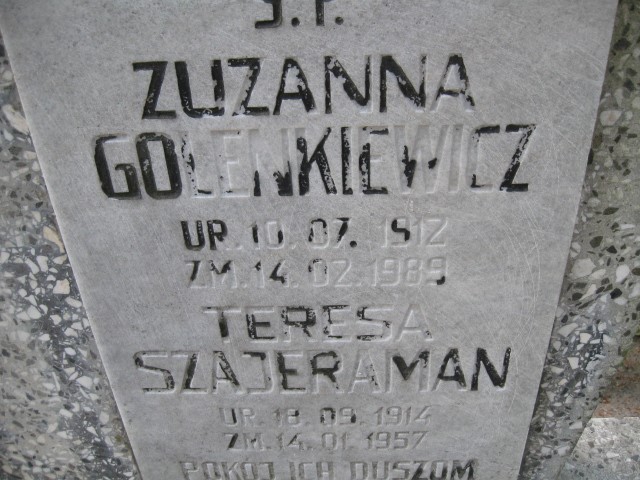 Ś.P.
ZUZANNA
GOLENKIEWICZ
UR. 10. 07. 1912
ZM. 14. 02. 1989
TERESA
SZAJERAMAN
UR. 18. 09. 1914
ZM. 14. 01. 1957
POKÓJ ICH DUSZOM